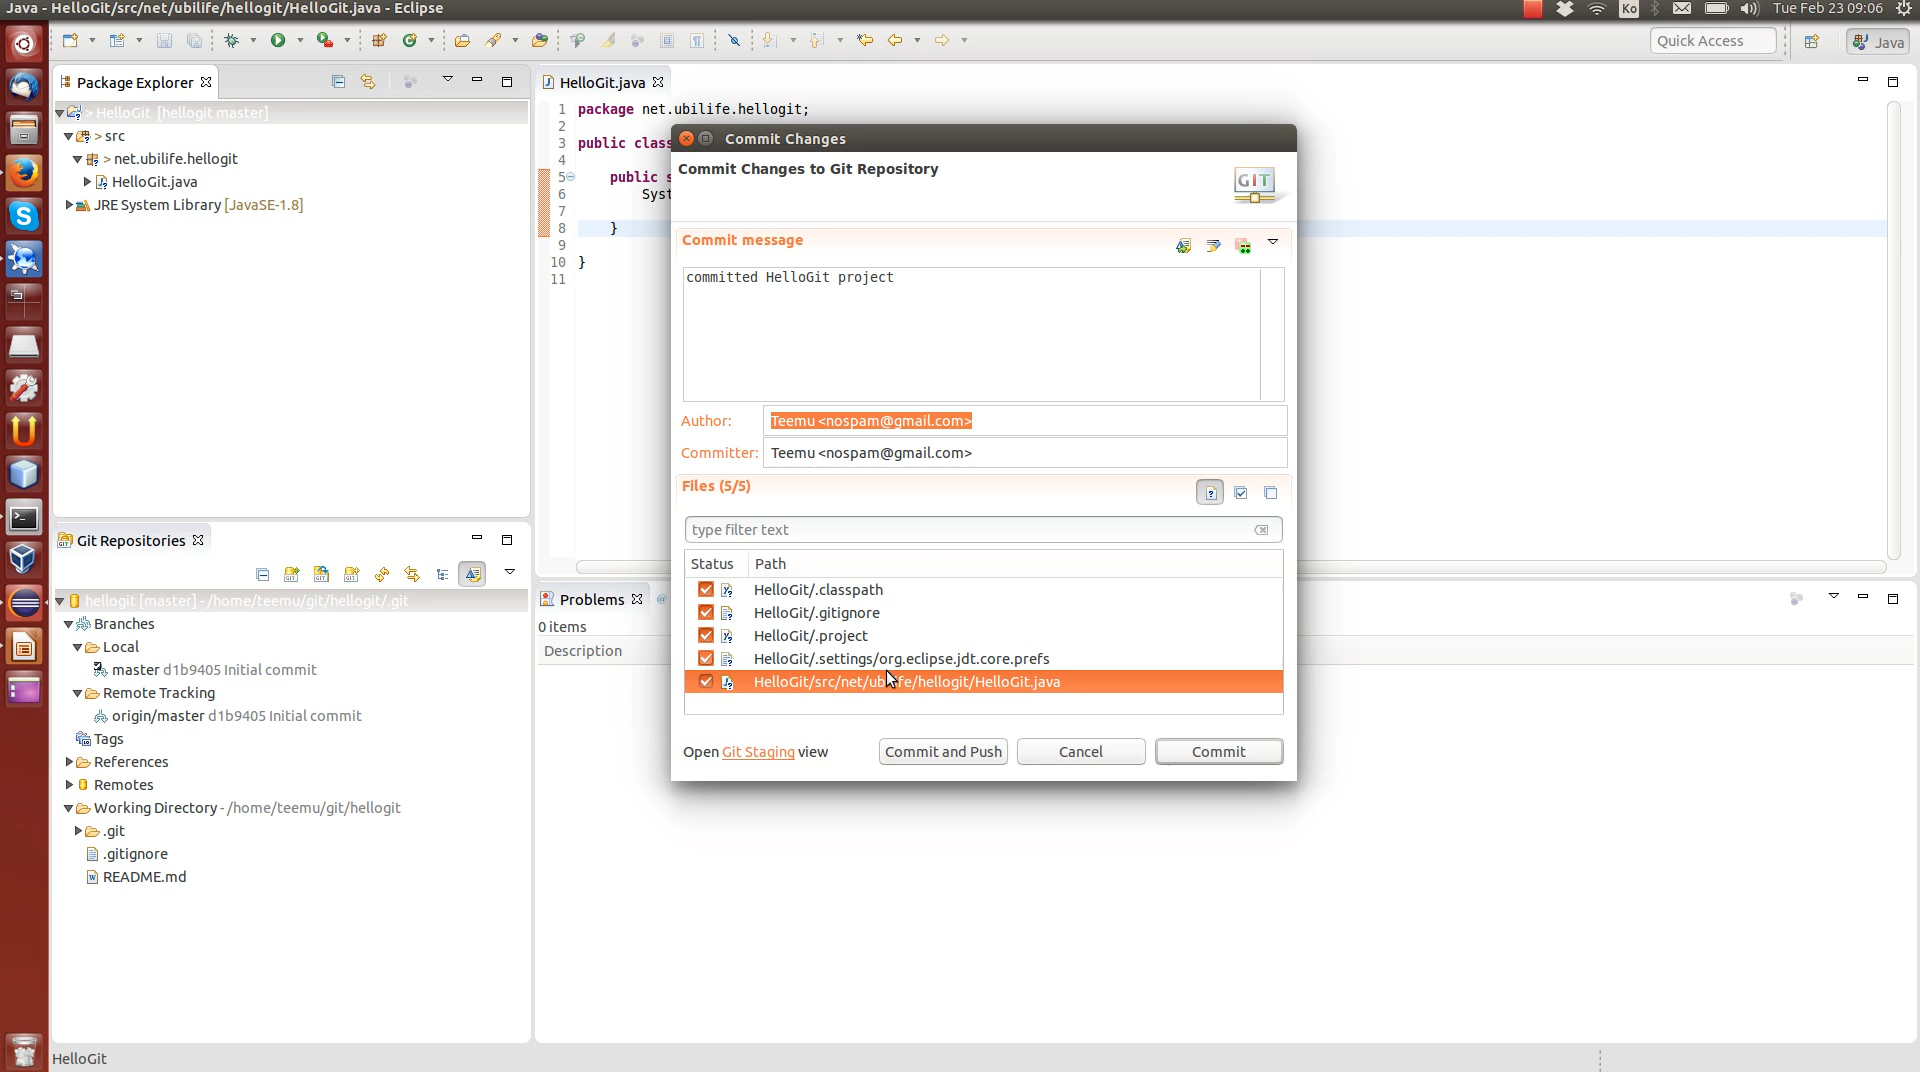 Java - HelloGit/src/net/ubilife/hellogit/HelloGit.java - Eclipse
Ko
Tue Feb 23 09:06
Quick Access
Java
Package Explorer
> HelloGit [hellogit master]
> src
> net.ubilife.hellogit
HelloGit.java
JRE System Library [JavaSE-1.8]
HelloGit.java
1 package net.ubilife.hellogit;
2
3 public class
4
5 public s
6 Syst
7
8 }
9
10 }
11
Commit Changes
Commit Changes to Git Repository
GIT
Commit message
committed HelloGit project
Author: Teemu <nospam@gmail.com>
Committer: Teemu <nospam@gmail.com>
Files (5/5)
type filter text
Status Path
HelloGit/.classpath
HelloGit/.gitignore
HelloGit/.project
HelloGit/.settings/org.eclipse.jdt.core.prefs
HelloGit/src/net/ubilife/hellogit/HelloGit.java
Open Git Staging view
Commit and Push
Cancel
Commit
Git Repositories
hellogit [master] - /home/teemu/git/hellogit/.git
Branches
Local
master d1b9405 Initial commit
Remote Tracking
origin/master d1b9405 Initial commit
Tags
References
Remotes
Working Directory - /home/teemu/git/hellogit
.git
.gitignore
README.md
Problems
@
0 items
Description
HelloGit